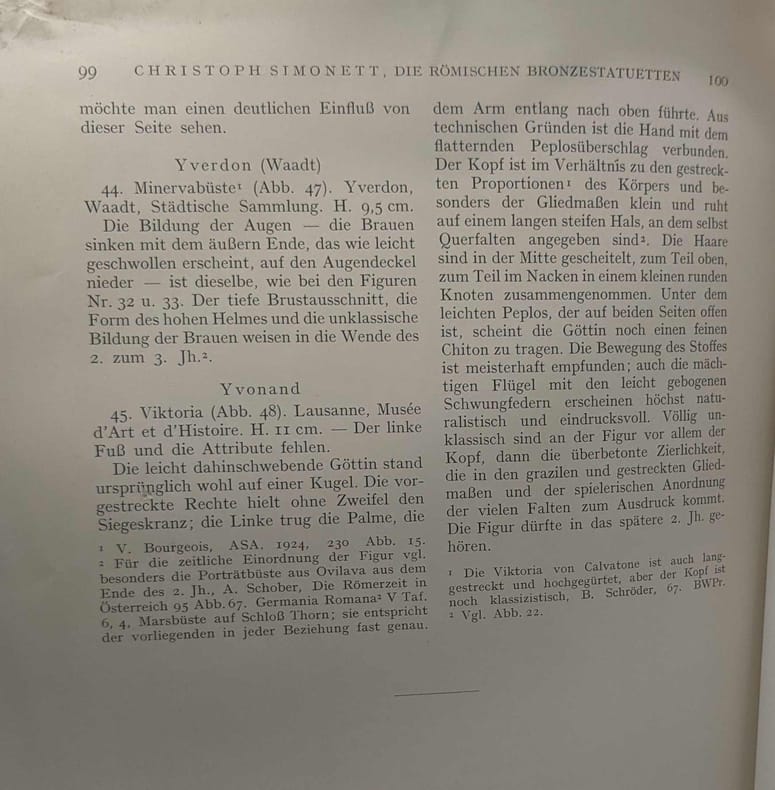 99 CHRISTOPH SIMONETT, DIE RÖMISCHEN BRONZESTATUETTEN 100
möchte man einen deutlichen Einfluß von
dieser Seite sehen.
Yverdon (Waadt)
44. Minervabüste¹ (Abb. 47). Yverdon,
Waadt, Städtische Sammlung. H. 9,5 cm.
Die Bildung der Augen — die Brauen
sinken mit dem äußern Ende, das wie leicht
geschwollen erscheint, auf den Augendeckel
nieder — ist dieselbe, wie bei den Figuren
Nr. 32 u. 33. Der tiefe Brustausschnitt, die
Form des hohen Helmes und die unklassische
Bildung der Brauen weisen in die Wende des
2. zum 3. Jh.².
Yvonand
45. Viktoria (Abb. 48). Lausanne, Musée
d'Art et d'Histoire. H. 11 cm. — Der linke
Fuß und die Attribute fehlen.
Die leicht dahinschwebende Göttin stand
ursprünglich wohl auf einer Kugel. Die vor-
gestreckte Rechte hielt ohne Zweifel den
Siegeskranz; die Linke trug die Palme, die
¹ V. Bourgeois, ASA. 1924, 230 Abb. 15.
² Für die zeitliche Einordnung der Figur vgl.
besonders die Porträtbüste aus Ovilava aus dem
Ende des 2. Jh., A. Schober, Die Römerzeit in
Österreich 95 Abb. 67. Germania Romana² V Taf.
6, 4, Marsbüste auf Schloß Thorn; sie entspricht
der vorliegenden in jeder Beziehung fast genau.
dem Arm entlang nach oben führte. Aus
technischen Gründen ist die Hand mit dem
flatternden Peplosüberschlag verbunden.
Der Kopf ist im Verhältnis zu den gestreck-
ten Proportionen¹ des Körpers und be-
sonders der Gliedmaßen klein und ruht
auf einem langen steifen Hals, an dem selbst
Querfalten angegeben sind². Die Haare
sind in der Mitte gescheitelt, zum Teil oben,
zum Teil im Nacken in einem kleinen runden
Knoten zusammengenommen. Unter dem
leichten Peplos, der auf beiden Seiten offen
ist, scheint die Göttin noch einen feinen
Chiton zu tragen. Die Bewegung des Stoffes
ist meisterhaft empfunden; auch die mäch-
tigen Flügel mit den leicht gebogenen
Schwungfedern erscheinen höchst natu-
ralistisch und eindrucksvoll. Völlig un-
klassisch sind an der Figur vor allem der
Kopf, dann die überbetonte Zierlichkeit,
die in den grazilen und gestreckten Glied-
maßen und der spielerischen Anordnung
der vielen Falten zum Ausdruck kommt.
Die Figur dürfte in das spätere 2. Jh. ge-
hören.
¹ Die Viktoria von Calvatone ist auch lang-
gestreckt und hochgegürtet, aber der Kopf ist
noch klassizistisch, B. Schröder, 67. BWPr.
² Vgl. Abb. 22.